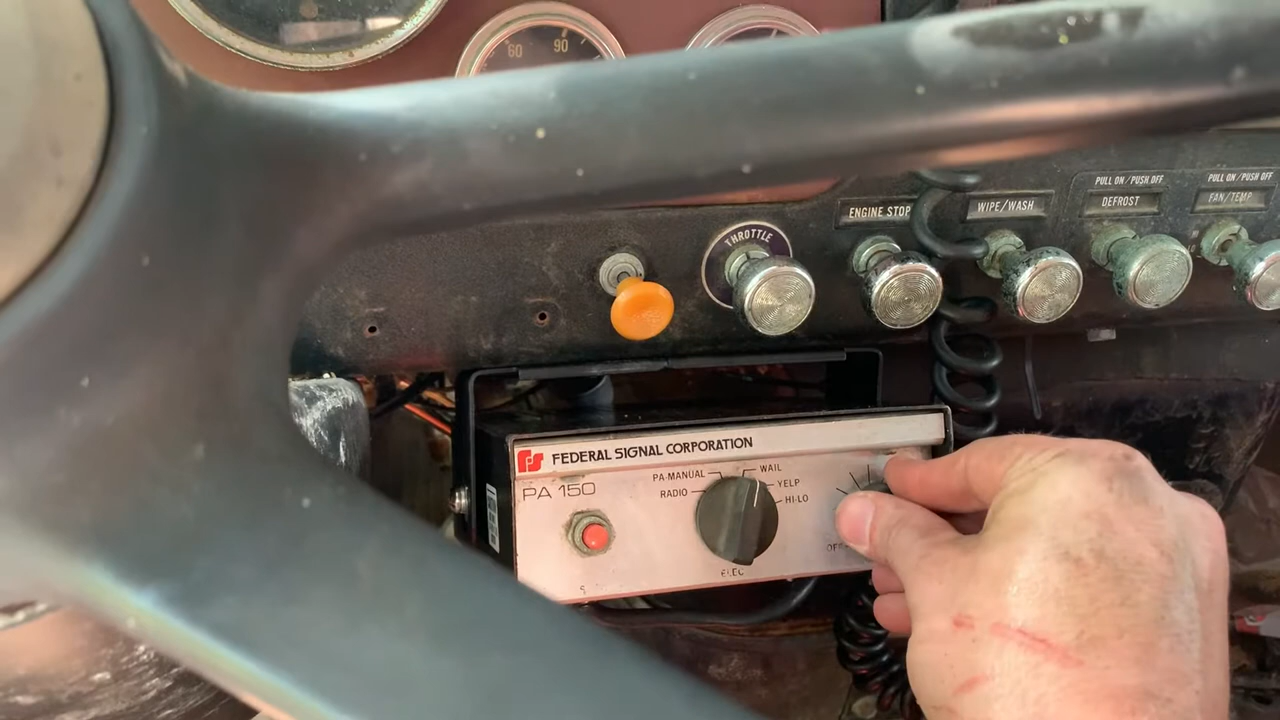 60 90
THROTTLE
ENGINE STOP
WIPE/WASH
PULL ON/PUSH OFF
DEFROST
PULL ON/PUSH OFF
FAN/TEMP
FEDERAL SIGNAL CORPORATION
PA 150
PA-MANUAL
RADIO
WAIL
YELP
HI-LO
ELEC